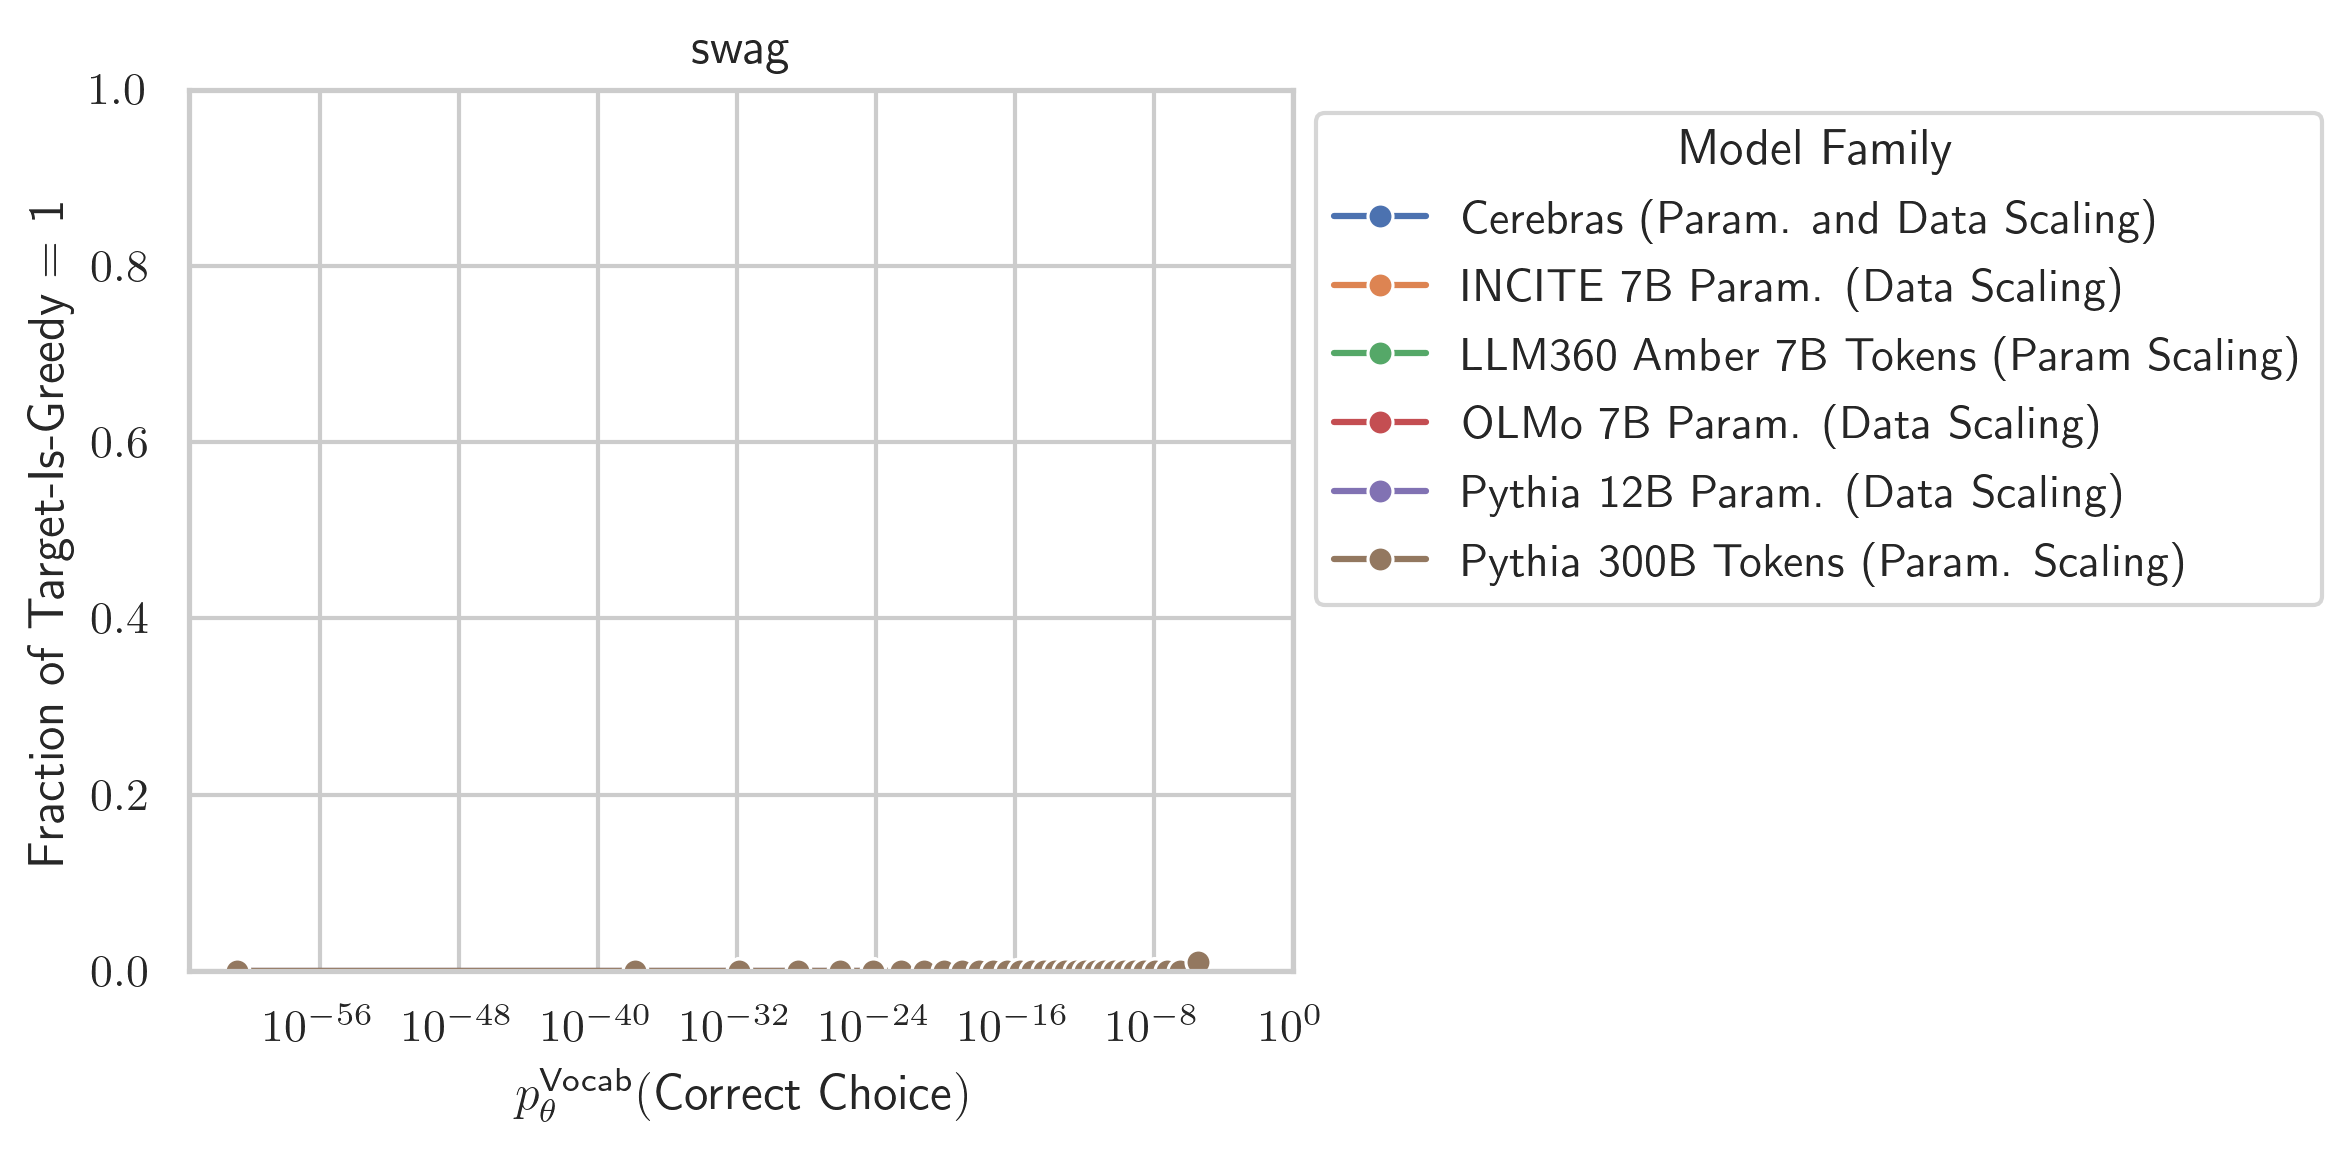 swag
1.0
0.8
0.6
0.4
0.2
0.0
Fraction of Target-Is-Greedy = 1
10^{-56} 10^{-48} 10^{-40} 10^{-32} 10^{-24} 10^{-16} 10^{-8} 10^{0}
p_θ^{Vocab}(Correct Choice)
Model Family
Cerebras (Param. and Data Scaling)
INCITE 7B Param. (Data Scaling)
LLM360 Amber 7B Tokens (Param Scaling)
OLMo 7B Param. (Data Scaling)
Pythia 12B Param. (Data Scaling)
Pythia 300B Tokens (Param. Scaling)